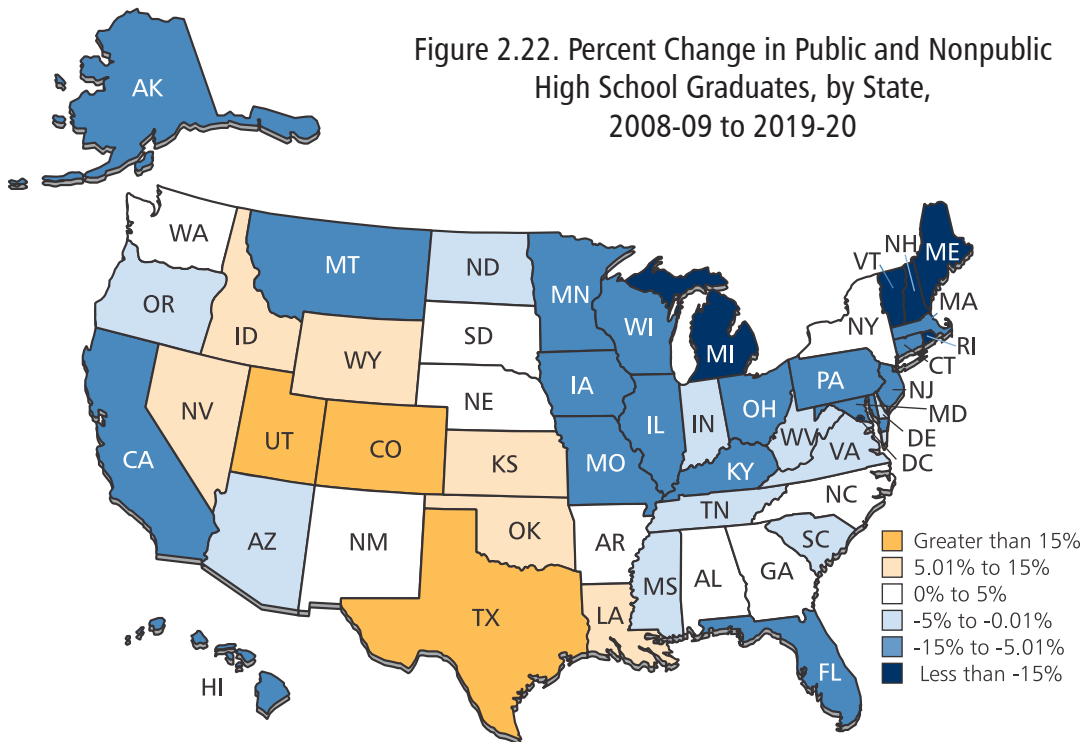 Figure 2.22. Percent Change in Public and Nonpublic
High School Graduates, by State,
2008-09 to 2019-20
AK
WA
MT
ND
MN
VT
NH
ME
OR
ID
SD
WI
NY
MA
WY
MI
RI
CT
NE
IA
PA
NJ
NV
UT
CO
IL
IN
OH
MD
WV
DE
CA
KS
MO
KY
VA
DC
TN
NC
AZ
NM
OK
AR
SC
MS
AL
GA
TX
LA
FL
HI
Greater than 15%
5.01% to 15%
0% to 5%
-5% to -0.01%
-15% to -5.01%
Less than -15%